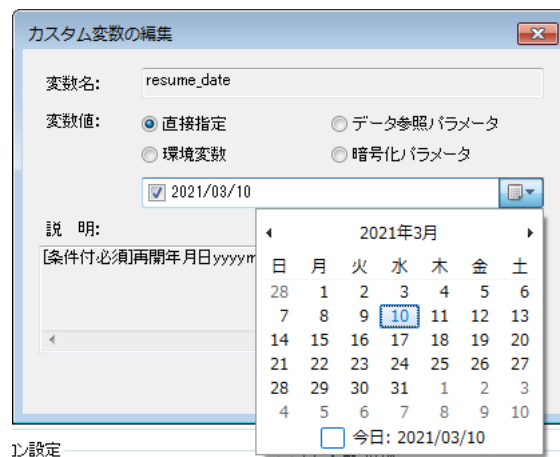 カスタム変数の編集
変数名: resume_date
変数値: 直接指定 データ参照パラメータ
環境変数 暗号化パラメータ
2021/03/10
説 明:
[条件付必須]再開年月日yyyym
2021年3月
日 月 火 水 木 金 土
28 1 2 3 4 5 6
7 8 9 10 11 12 13
14 15 16 17 18 19 20
21 22 23 24 25 26 27
28 29 30 31 1 2 3
4 5 6 7 8 9 10
今日: 2021/03/10
ン設定